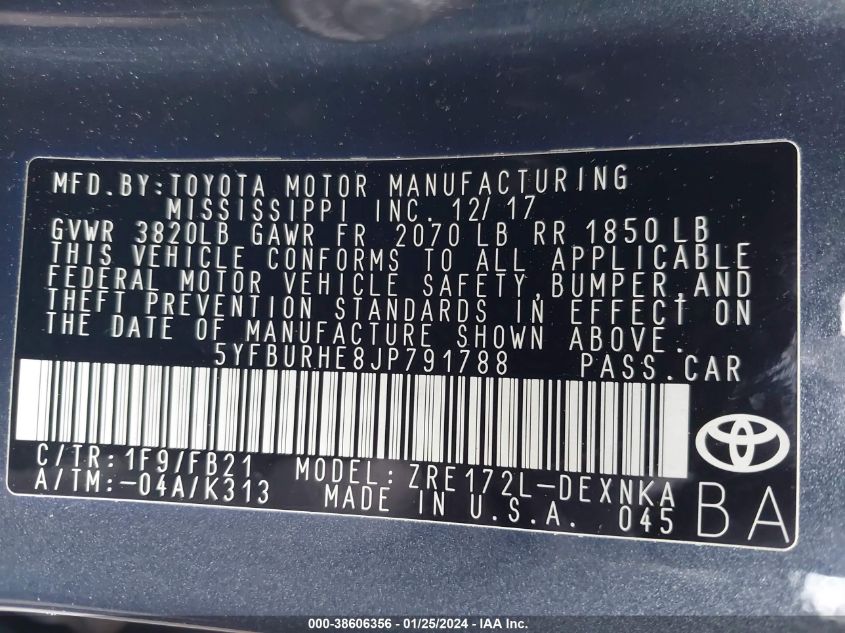 MFD.BY:TOYOTA MOTOR MANUFACTURING
MISSISSIPPI INC. 12/17
GVWR 3820LB GAWR FR 2070 LB RR 1850 LB
THIS VEHICLE CONFORMS TO ALL APPLICABLE
FEDERAL MOTOR VEHICLE SAFETY,BUMPER,AND
THEFT PREVENTION STANDARDS IN EFFECT ON
THE DATE OF MANUFACTURE SHOWN ABOVE.
5YFBURHE8JP791788 PASS.CAR
C/TR:1F9/FB21 MODEL:ZRE172L-DEXNKA
A/TM:-04A/K313 MADE IN U.S.A. 045
BA
000-38606356 - 01/25/2024 - IAA Inc.